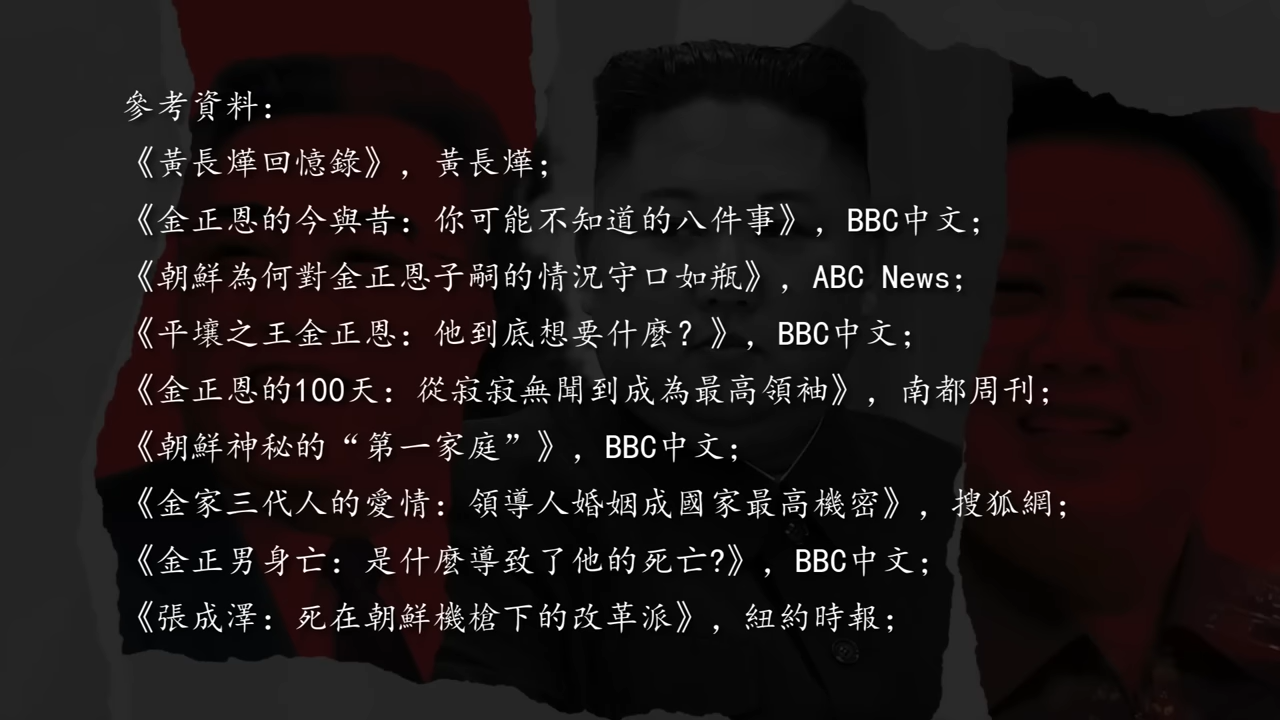 參考資料：
《黃長燁回憶錄》，黃長燁；
《金正恩的今與昔：你可能不知道的八件事》，BBC中文；
《朝鮮為何對金正恩子嗣的情況守口如瓶》，ABC News；
《平壤之王金正恩：他到底想要什麼？》，BBC中文；
《金正恩的100天：從寂寂無聞到成為最高領袖》，南都周刊；
《朝鮮神秘的“第一家庭”》，BBC中文；
《金家三代人的愛情：領導人婚姻成國家最高機密》，搜狐網；
《金正男身亡：是什麼導致了他的死亡?》，BBC中文；
《張成澤：死在朝鮮機槍下的改革派》，紐約時報；